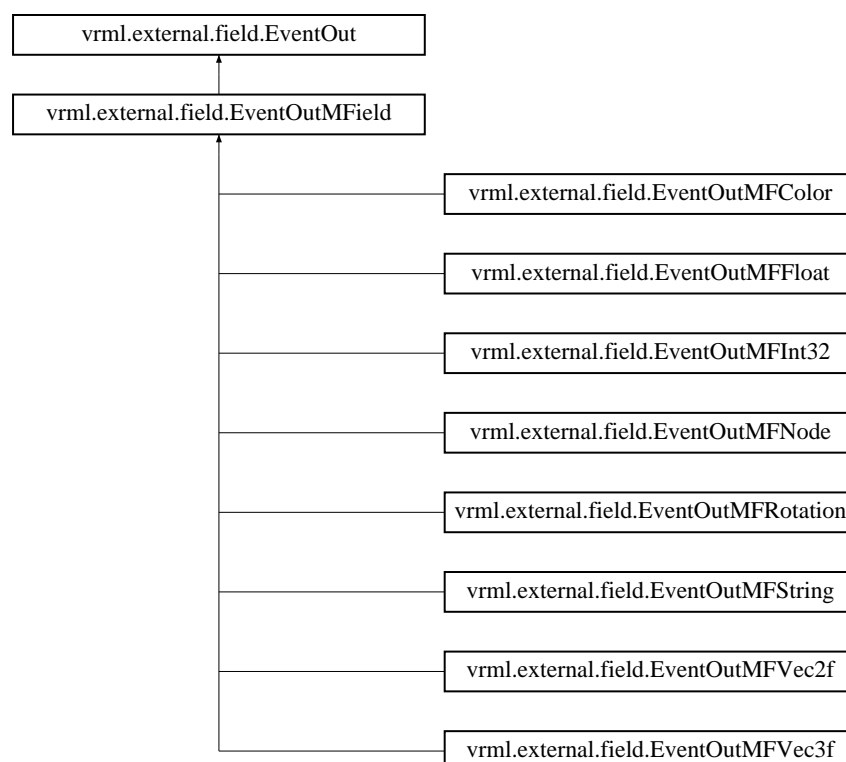 vrml.external.field.EventOut
vrml.external.field.EventOutMField
vrml.external.field.EventOutMFColor
vrml.external.field.EventOutMFFloat
vrml.external.field.EventOutMFInt32
vrml.external.field.EventOutMFNode
vrml.external.field.EventOutMFRotation
vrml.external.field.EventOutMFString
vrml.external.field.EventOutMFVec2f
vrml.external.field.EventOutMFVec3f